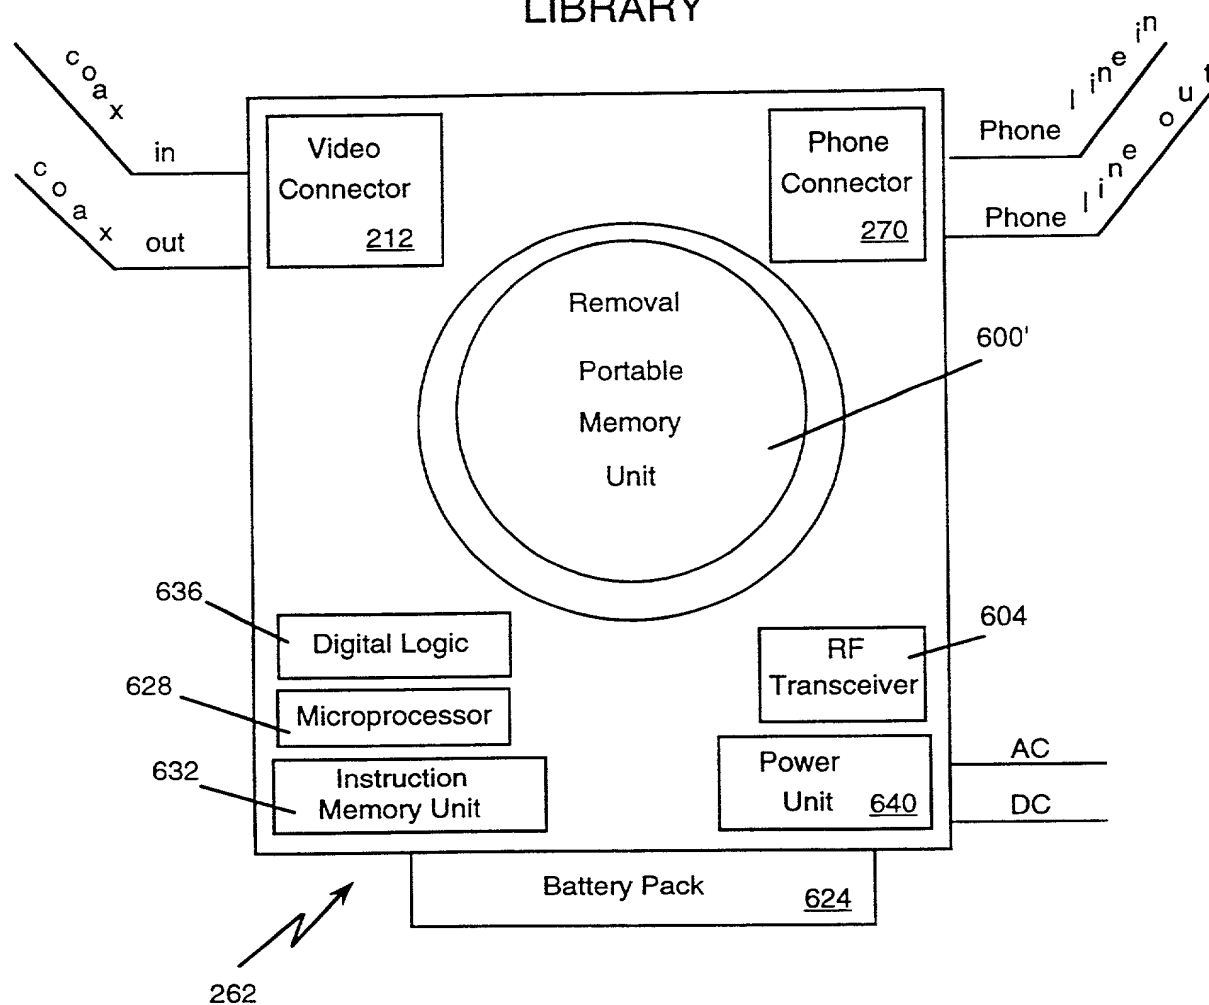 LIBRARY
coax in
coax out
Video
Connector
212
Phone
Connector
270
Phone line in
Phone line out
Removal
Portable
Memory
Unit
600'
636
Digital Logic
628
Microprocessor
632
Instruction
Memory Unit
RF
Transceiver
604
Power
Unit 640
AC
DC
Battery Pack 624
262